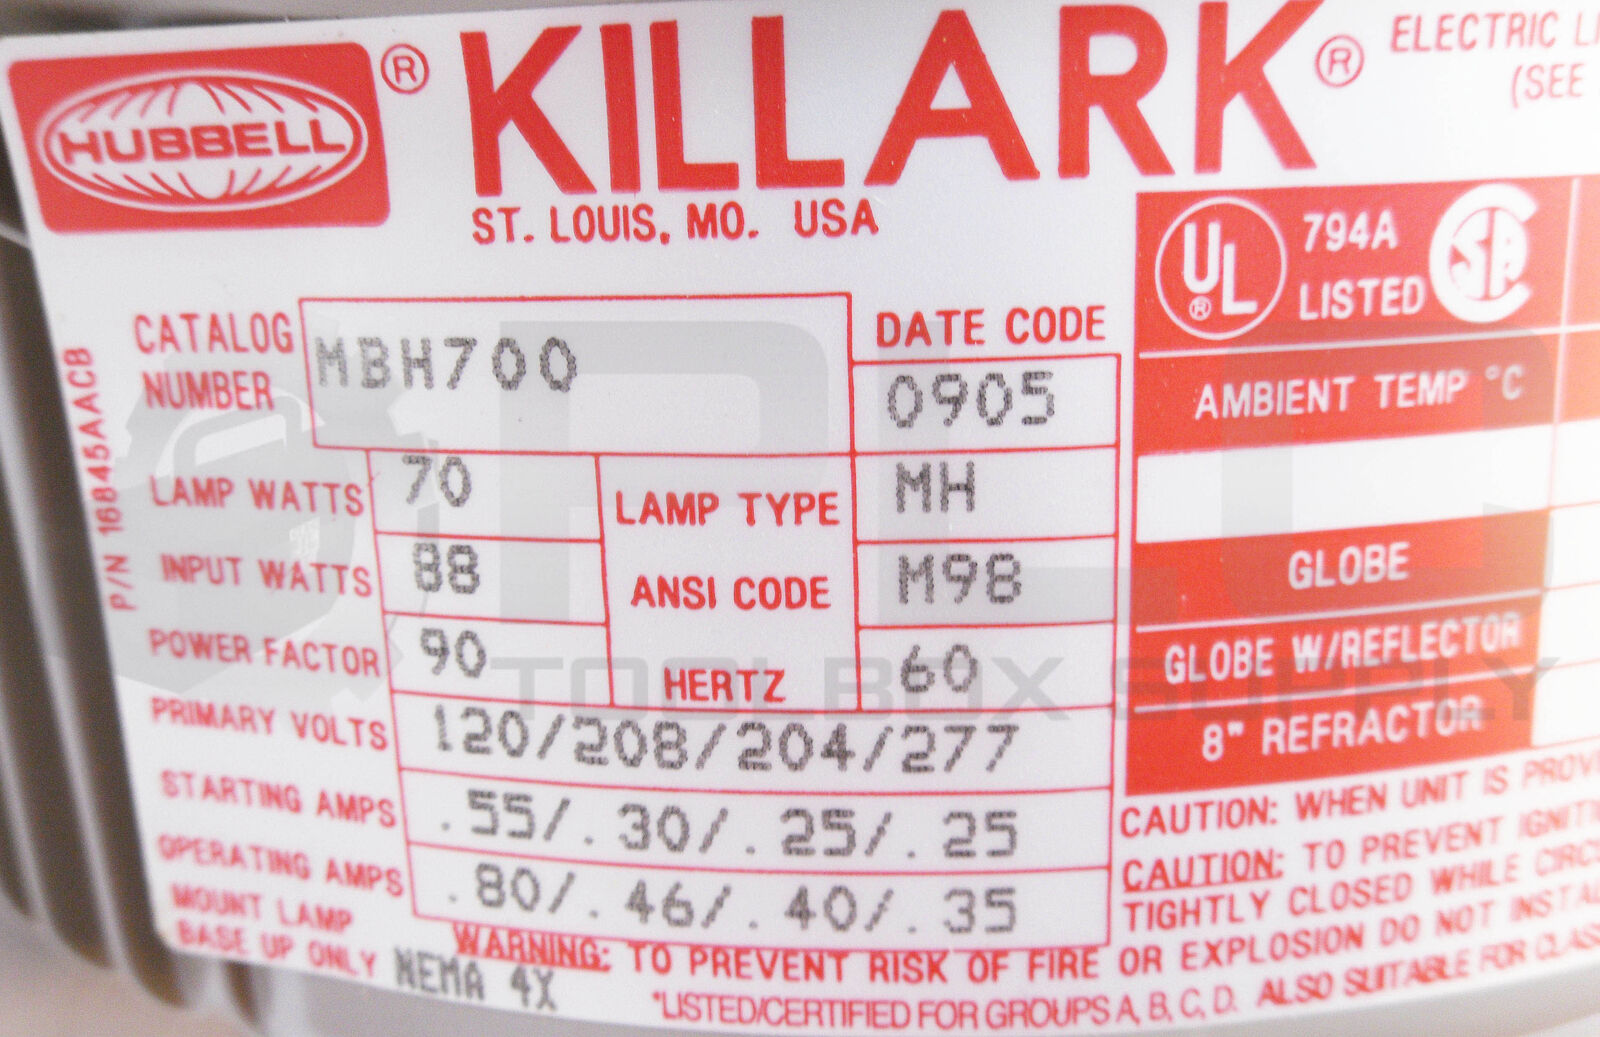 HUBBELL ®
KILLARK ®
ELECTRIC
(SEE
ST. LOUIS, MO. USA
UL ® 794A LISTED
CATALOG NUMBER MBH700
DATE CODE 0905
AMBIENT TEMP °C
P/N 16845AACB
LAMP WATTS 70
LAMP TYPE MH
INPUT WATTS 88
ANSI CODE M98
GLOBE
POWER FACTOR 90
HERTZ 60
GLOBE W/REFLECTOR
PRIMARY VOLTS 120/208/204/277
8" REFRACTOR
STARTING AMPS .55/.30/.25/.25
OPERATING AMPS .80/.46/.40/.35
MOUNT LAMP
BASE UP ONLY NEMA 4X
CAUTION: WHEN UNIT IS
CAUTION: TO PREVENT
TIGHTLY CLOSED WHILE
WARNING: TO PREVENT RISK OF FIRE OR EXPLOSION DO NOT
*LISTED/CERTIFIED FOR GROUPS A, B, C, D. ALSO SUITABLE FOR
PLC
TOOLBOX SUPPLY